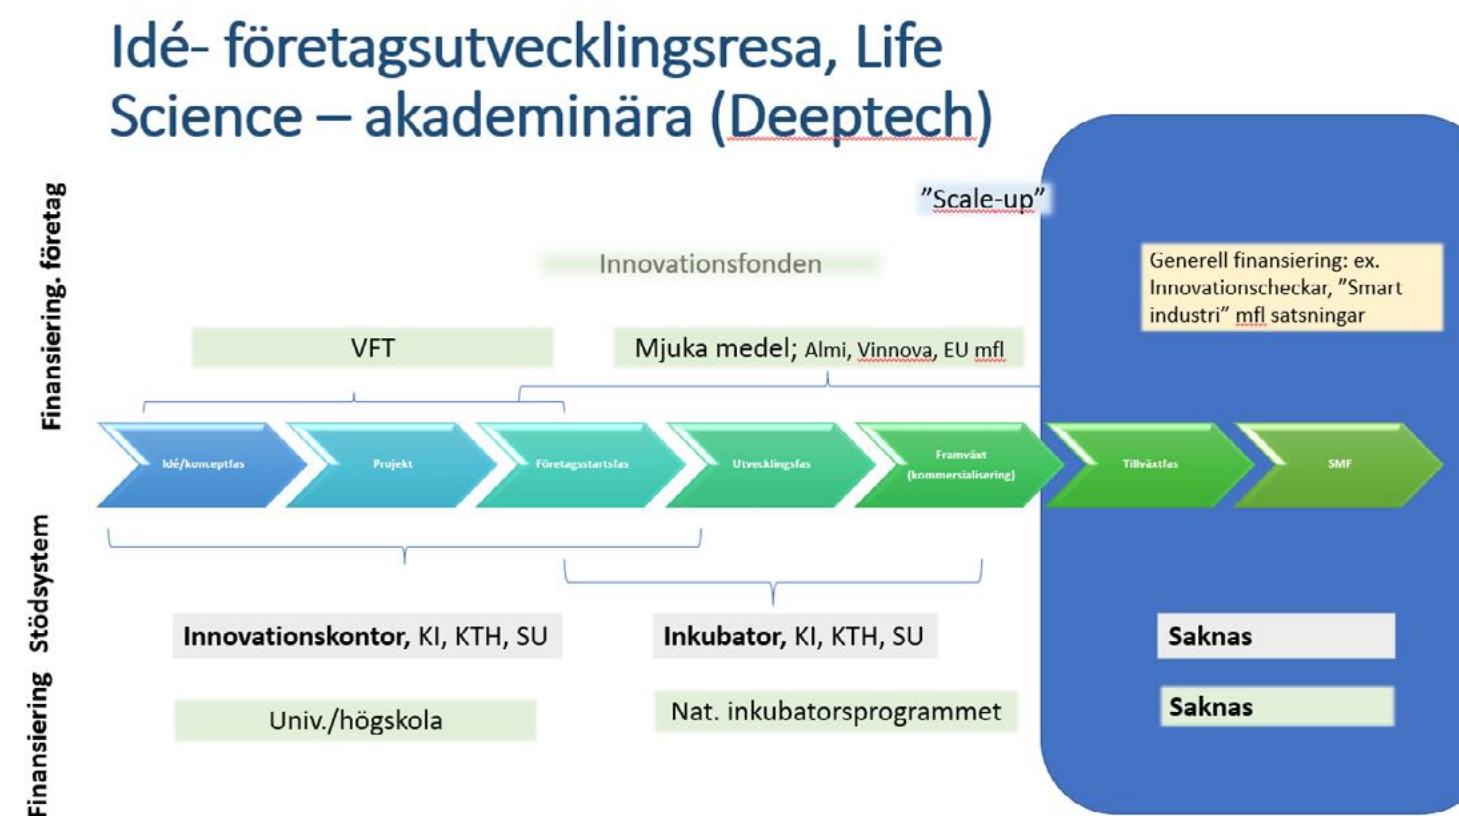 Idé- företagsutvecklingsresa, Life
Science – akademinära (Deeptech)
Finansiering. företag
”Scale-up”
Innovationsfonden
Generell finansiering: ex.
Innovationscheckar, ”Smart
industri” mfl satsningar
VFT
Mjuka medel; Almi, Vinnova, EU mfl
Idé/konceptfas
Projekt
Företagsstartsfas
Utvecklingsfas
Framväxt
(kommersialisering)
Tillväxtfas
SMF
Stödsystem
Innovationskontor, KI, KTH, SU
Inkubator, KI, KTH, SU
Saknas
Finansiering
Univ./högskola
Nat. inkubatorsprogrammet
Saknas